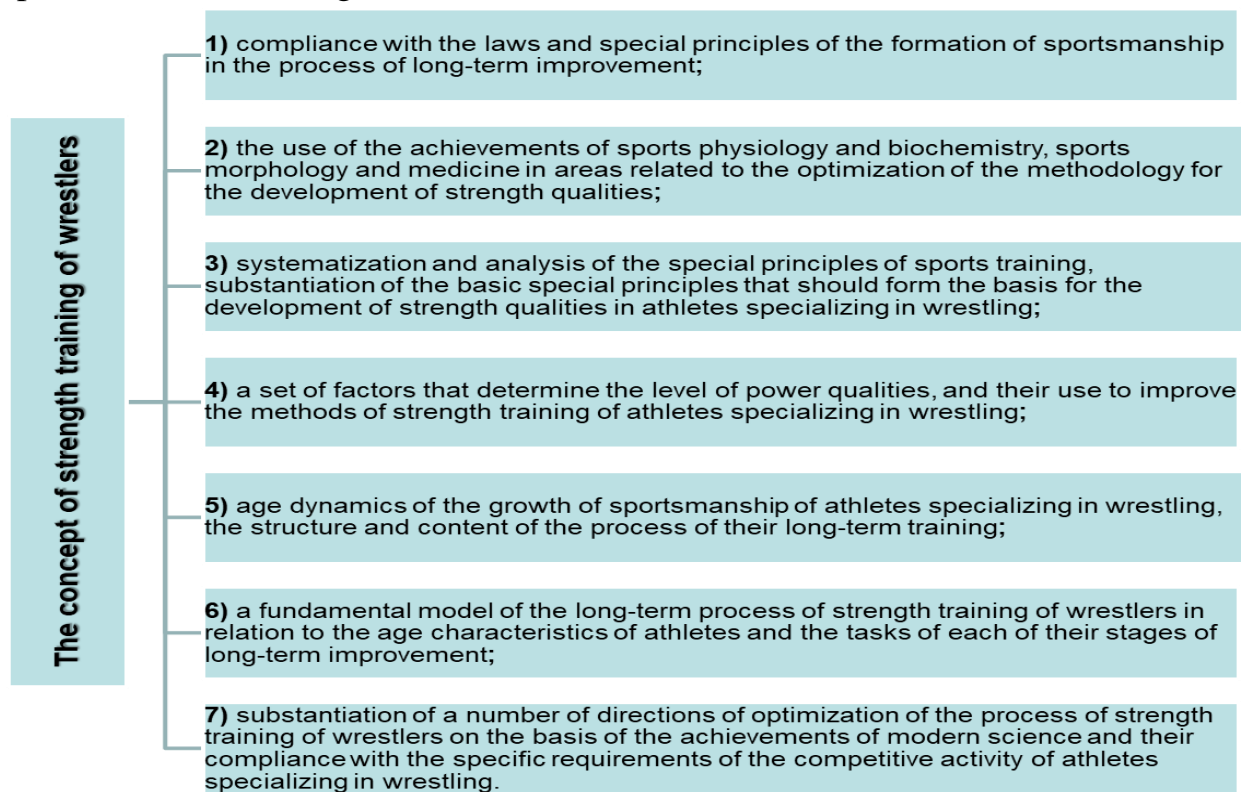 The concept of strength training of wrestlers
1) compliance with the laws and special principles of the formation of sportsmanship
in the process of long-term improvement;
2) the use of the achievements of sports physiology and biochemistry, sports
morphology and medicine in areas related to the optimization of the methodology for
the development of strength qualities;
3) systematization and analysis of the special principles of sports training,
substantiation of the basic special principles that should form the basis for the
development of strength qualities in athletes specializing in wrestling;
4) a set of factors that determine the level of power qualities, and their use to improve
the methods of strength training of athletes specializing in wrestling;
5) age dynamics of the growth of sportsmanship of athletes specializing in wrestling,
the structure and content of the process of their long-term training;
6) a fundamental model of the long-term process of strength training of wrestlers in
relation to the age characteristics of athletes and the tasks of each of their stages of
long-term improvement;
7) substantiation of a number of directions of optimization of the process of strength
training of wrestlers on the basis of the achievements of modern science and their
compliance with the specific requirements of the competitive activity of athletes
specializing in wrestling.